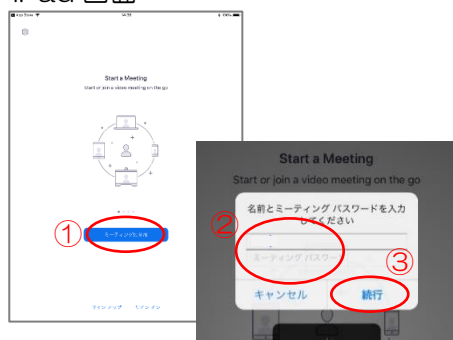 iPad画面
App Store
14:38
Start a Meeting
Start or join a video meeting on the go
①
ミーティングに参加
サインアップ サインイン
Start a Meeting
Start or join a video meeting on the go
名前とミーティング パスワードを入力
してください
②
ミーティング パスワー
③
キャンセル 続行